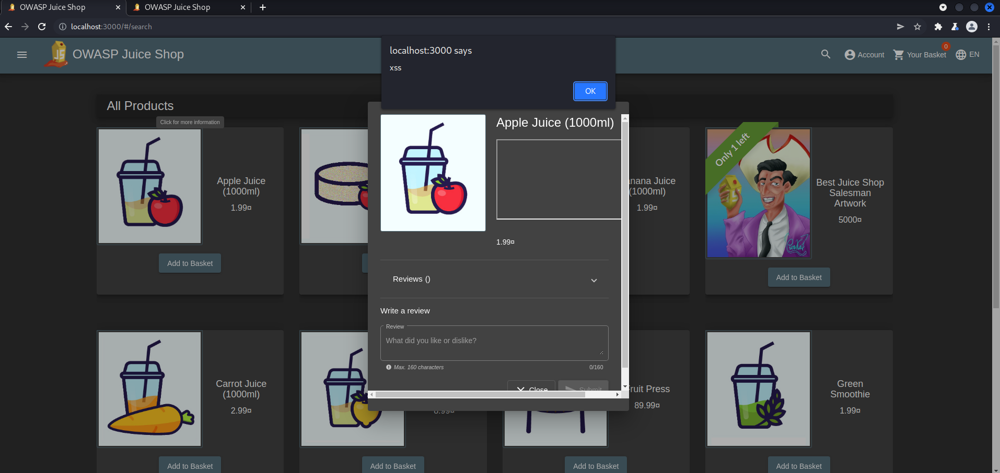 OWASP Juice Shop
OWASP Juice Shop
localhost:3000/#/search
OWASP Juice Shop
localhost:3000 says
xss
OK
Account
Your Basket
0
EN
All Products
Click for more information
Apple Juice
(1000ml)
1.99¤
Add to Basket
Apple Juice (1000ml)
1.99¤
Reviews ()
Write a review
Review
What did you like or dislike?
Max. 160 characters
0/160
Close
Submit
anana Juice
(1000ml)
1.99¤
Only 1 left
Best Juice Shop
Salesman
Artwork
5000¤
Add to Basket
Carrot Juice
(1000ml)
2.99¤
Add to Basket
Add to Basket
Fruit Press
89.99¤
Add to Basket
Green
Smoothie
1.99¤
Add to Basket